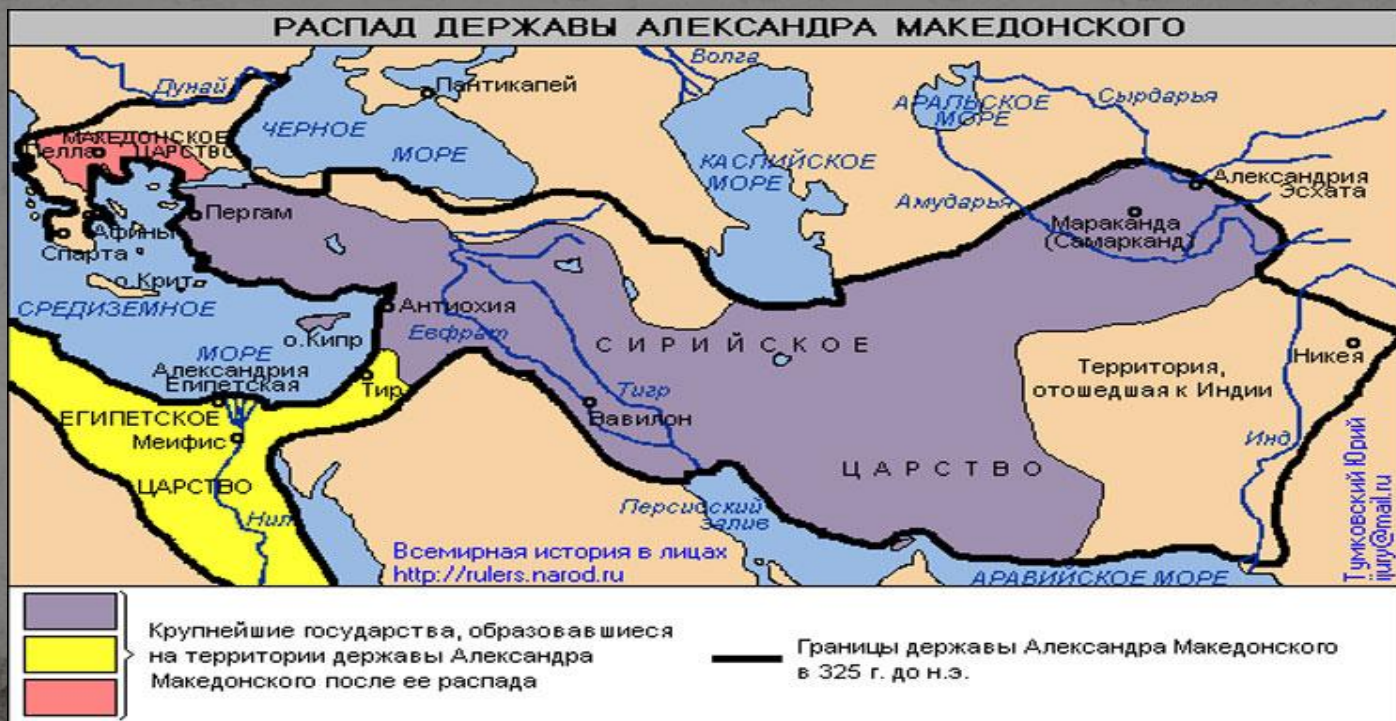 РАСПАД ДЕРЖАВЫ АЛЕКСАНДРА МАКЕДОНСКОГО
Волга
Дунай
Пантикапей
АРАЛЬСКОЕ
МОРЕ
Сырдарья
ЧЕРНОЕ
МОРЕ
МАКЕДОНСКОЕ
ЦАРСТВО
Пелла
КАСПИЙСКОЕ
МОРЕ
Александрия
Эсхата
Амударья
Мараканда
(Самарканд)
Пергам
Афины
Спарта
о.Крит
СРЕДИЗЕМНОЕ
МОРЕ
Антиохия
Евфрат
о.Кипр
СИРИЙСКОЕ
ЦАРСТВО
Территория,
отошедшая к Индии
Никея
Александрия
Египетская
Тир
Тигр
Вавилон
ЕГИПЕТСКОЕ
ЦАРСТВО
Меифис
Инд
Нил
Персидский
залив
АРАВИЙСКОЕ МОРЕ
Всемирная история в лицах
http://rulers.narod.ru
Тумковский Юрий
ijury@mail.ru
Крупнейшие государства, образовавшиеся
на территории державы Александра
Македонского после ее распада
Границы державы Александра Македонского
в 325 г. до н.э.